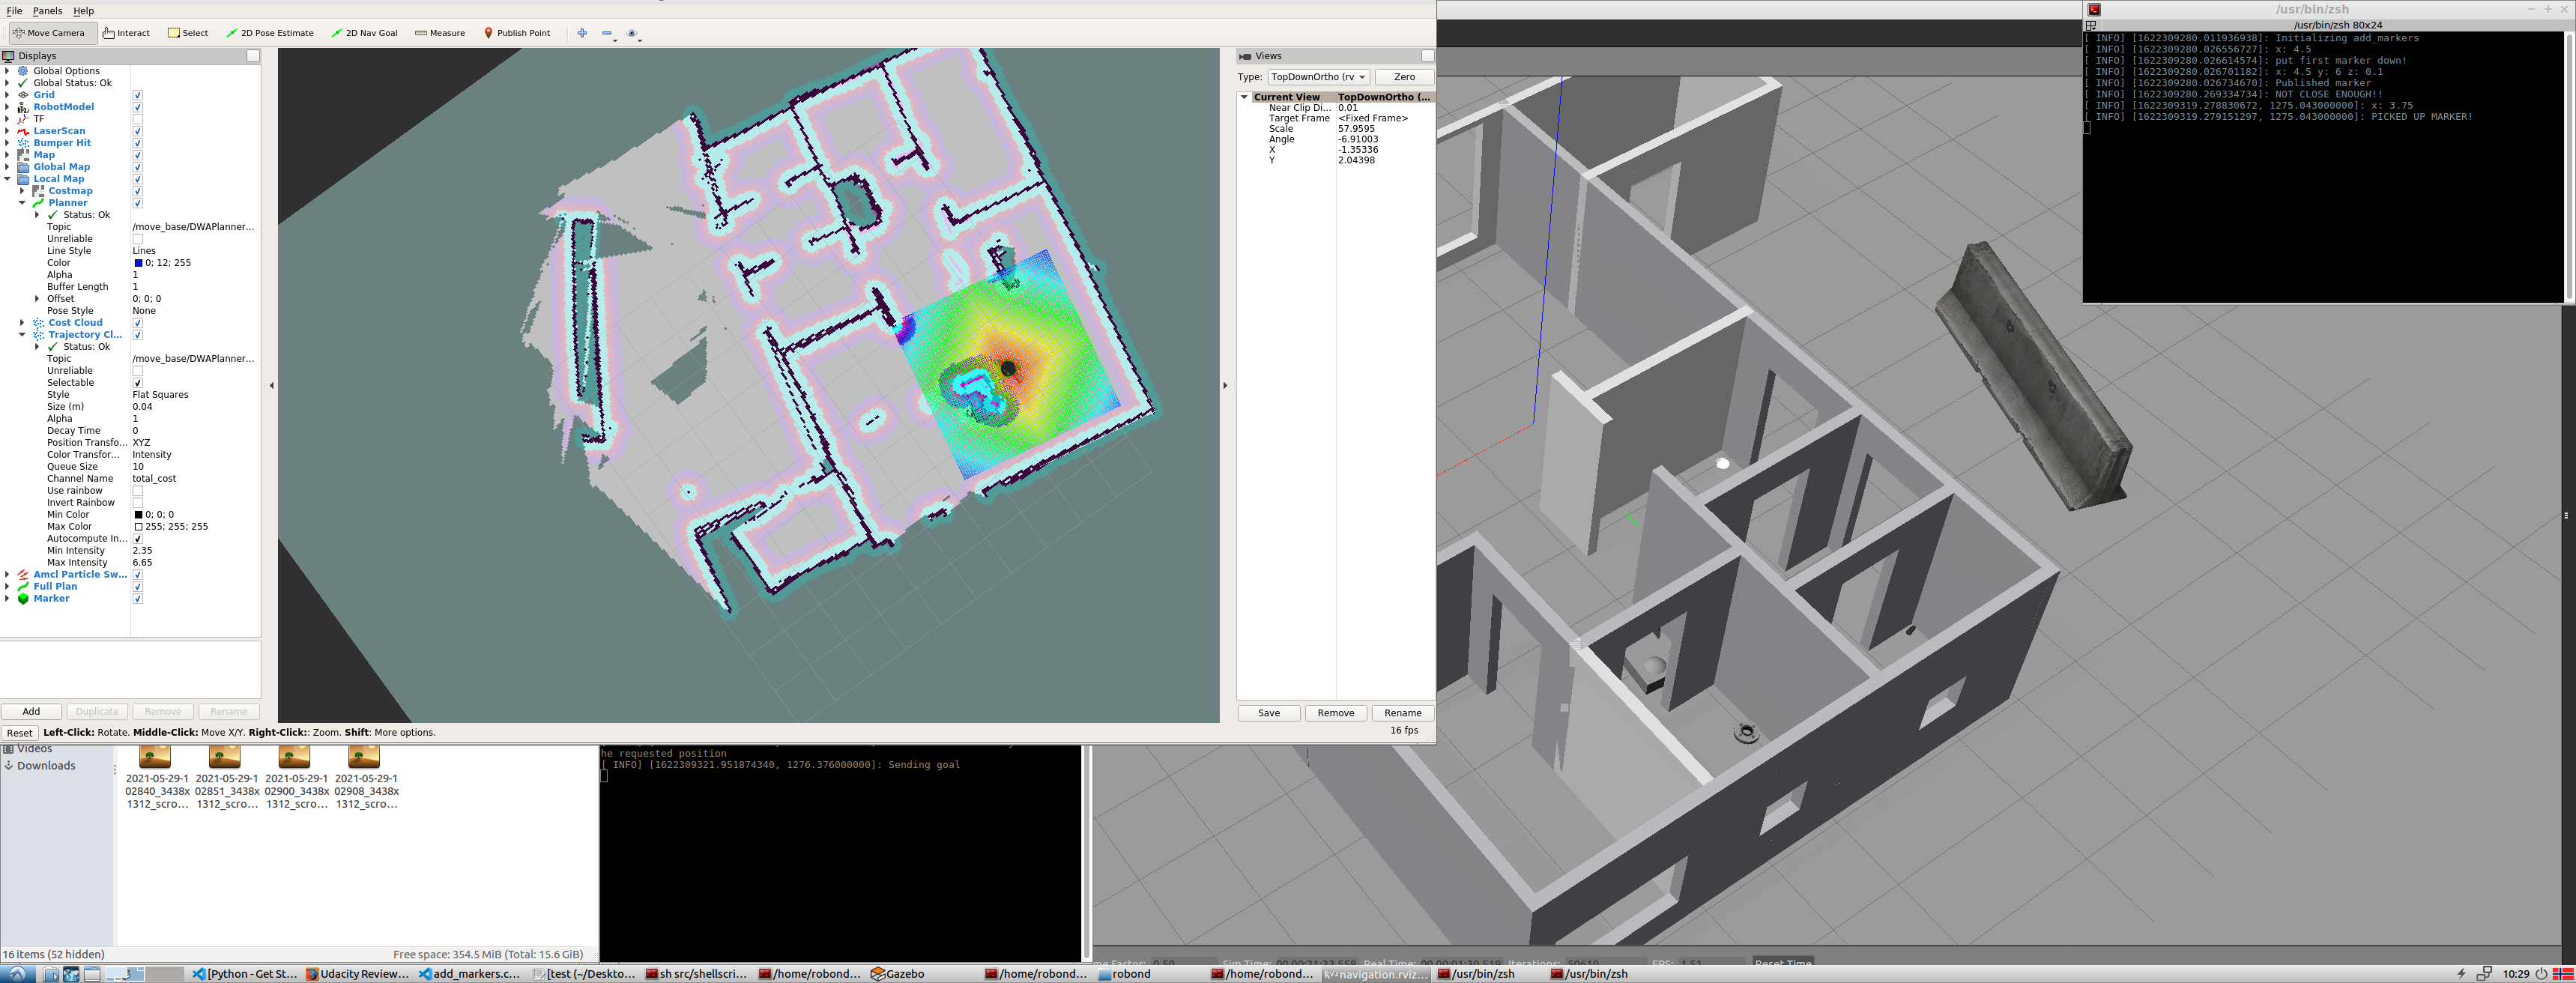 File Panels Help
Move Camera Interact Select 2D Pose Estimate 2D Nav Goal Measure Publish Point
Displays
Global Options
Global Status: Ok
Grid
RobotModel
TF
LaserScan
Bumper Hit
Map
Global Map
Local Map
Costmap
Planner
Status: Ok
Topic /move_base/DWAPlanner...
Unreliable
Line Style Lines
Color 0; 12; 255
Alpha 1
Buffer Length 1
Offset 0; 0; 0
Pose Style None
Cost Cloud
Trajectory Cl...
Status: Ok
Topic /move_base/DWAPlanner...
Unreliable
Selectable
Style Flat Squares
Size (m) 0.04
Alpha 1
Decay Time 0
Position Transfo... XYZ
Color Transfor... Intensity
Queue Size 10
Channel Name total_cost
Use rainbow
Invert Rainbow
Min Color 0; 0; 0
Max Color 255; 255; 255
Autocompute In...
Min Intensity 2.35
Max Intensity 6.65
Amcl Particle Sw...
Full Plan
Marker
Add Duplicate Remove Rename
Reset Left-Click: Rotate. Middle-Click: Move X/Y. Right-Click:: Zoom. Shift: More options.
16 fps
Views
Type: TopDownOrtho (rv Zero
Current View TopDownOrtho (...
Near Clip Di... 0.01
Target Frame <Fixed Frame>
Scale 57.9595
Angle -6.91003
X -1.35336
Y 2.04398
Save Remove Rename
/usr/bin/zsh
/usr/bin/zsh 80x24
[ INFO] [1622309280.011936938]: Initializing add_markers
[ INFO] [1622309280.026556727]: x: 4.5
[ INFO] [1622309280.026614574]: put first marker down!
[ INFO] [1622309280.026701182]: x: 4.5 y: 6 z: 0.1
[ INFO] [1622309280.026734670]: Published marker
[ INFO] [1622309280.269334734]: NOT CLOSE ENOUGH!!
[ INFO] [1622309319.278830672, 1275.043000000]: x: 3.75
[ INFO] [1622309319.279151297, 1275.043000000]: PICKED UP MARKER!
Videos
Downloads
2021-05-29-1 2021-05-29-1 2021-05-29-1 2021-05-29-1
02840_3438x 02851_3438x 02900_3438x 02908_3438x
1312_scro... 1312_scro... 1312_scro... 1312_scro...
16 items (52 hidden) Free space: 354.5 MiB (Total: 15.6 GiB)
he requested position
[ INFO] [1622309321.951874340, 1276.376000000]: Sending goal
me Factor: 0.50 Sim Time: Real Time: Iterations: 50610 FPS: 1.51 Reset Time
[Python - Get St... Udacity Review... add_markers.c... [test (~/Deskto... sh src/shellscri... /home/robond... Gazebo /home/robond... robond /home/robond... navigation.rviz... /usr/bin/zsh /usr/bin/zsh 10:29